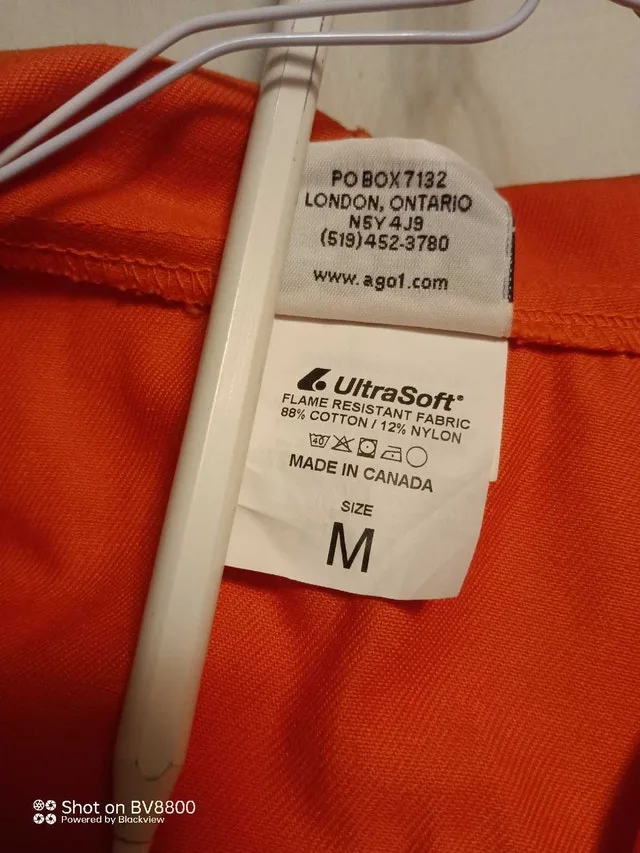 PO BOX 7132
LONDON, ONTARIO
N5Y 4J9
(519) 452-3780
www.ago1.com
UltraSoft®
FLAME RESISTANT FABRIC
88% COTTON / 12% NYLON
40
MADE IN CANADA
SIZE
M
Shot on BV8800
Powered by Blackview